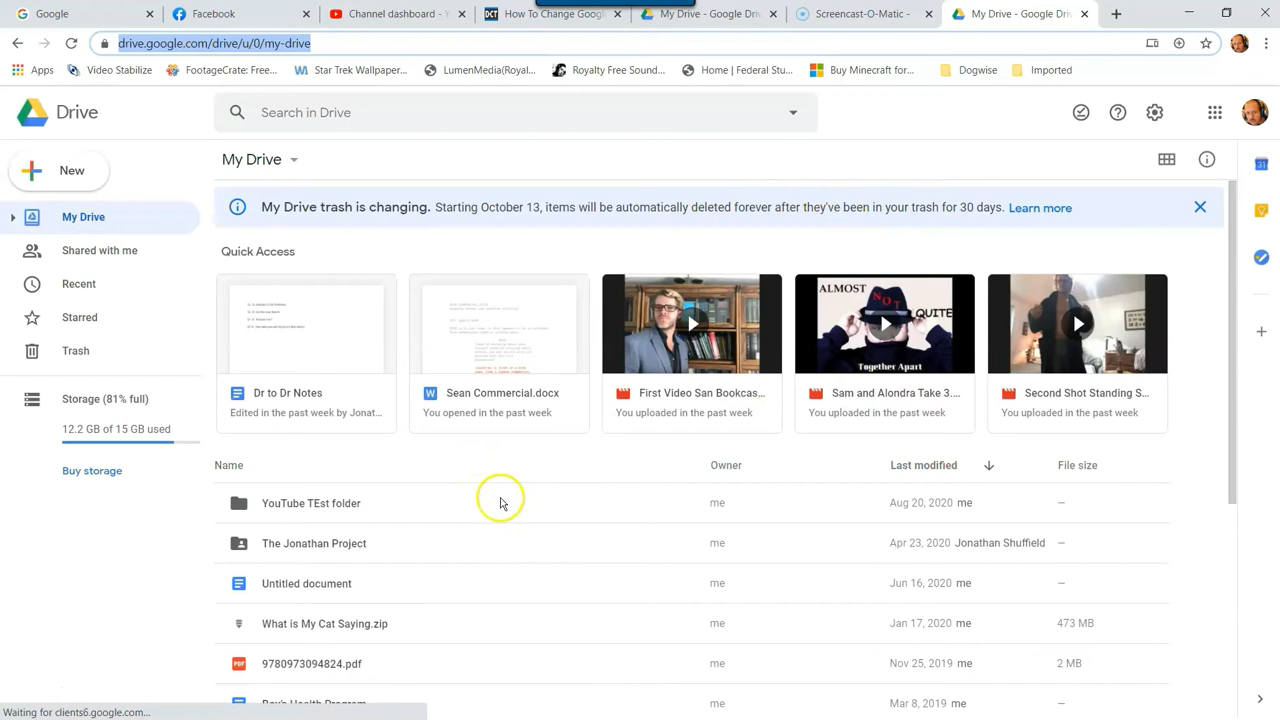 Google
Facebook
Channel dashboard - Y
How To Change Googl
My Drive - Google Driv
Screencast-O-Matic -
My Drive - Google Driv
drive.google.com/drive/u/0/my-drive
Apps
Video Stabilize
FootageCrate: Free...
Star Trek Wallpaper...
LumenMedia(Royal...
Royalty Free Sound...
Home | Federal Stu...
Buy Minecraft for...
Dogwise
Imported
Drive
Search in Drive
New
My Drive
My Drive
Shared with me
Recent
Starred
Trash
Storage (81% full)
12.2 GB of 15 GB used
Buy storage
My Drive trash is changing. Starting October 13, items will be automatically deleted forever after they've been in your trash for 30 days. Learn more
Quick Access
ALMOST NOT QUITE
Together Apart
Dr to Dr Notes
Edited in the past week by Jonat...
Sean Commercial.docx
You opened in the past week
First Video San Bookcas...
You uploaded in the past week
Sam and Alondra Take 3....
You uploaded in the past week
Second Shot Standing S...
You uploaded in the past week
Name Owner Last modified File size
YouTube TEst folder me Aug 20, 2020 me —
The Jonathan Project me Apr 23, 2020 Jonathan Shuffield —
Untitled document me Jun 16, 2020 me —
What is My Cat Saying.zip me Jan 17, 2020 me 473 MB
PDF 9780973094824.pdf me Nov 25, 2019 me 2 MB
Health Program me Mar 8, 2019 me —
Waiting for clients6.google.com...